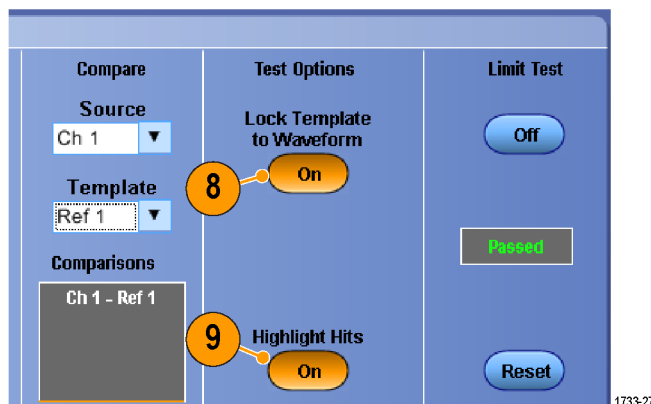 Compare
Source
Ch 1
Template
Ref 1
Comparisons
Ch 1 - Ref 1
Test Options
Lock Template
to Waveform
8
On
9
Highlight Hits
On
Limit Test
Off
Passed
Reset